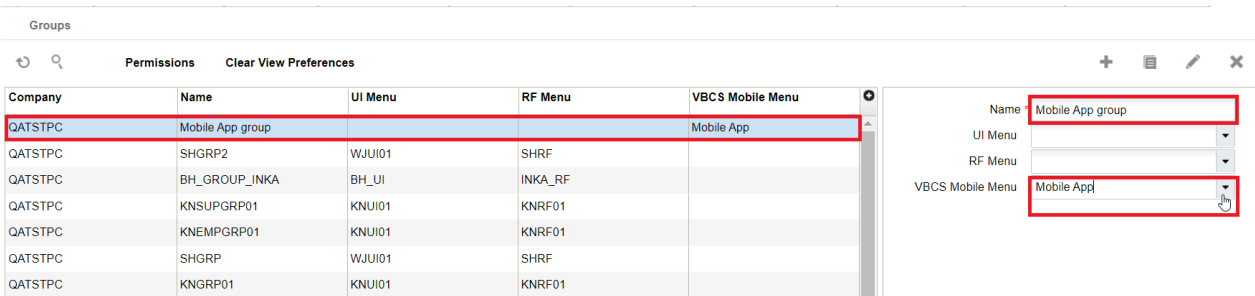 Groups
Permissions Clear View Preferences
Company Name UI Menu RF Menu VBCS Mobile Menu
QATSTPC Mobile App group Mobile App
QATSTPC SHGRP2 WJUI01 SHRF
QATSTPC BH_GROUP_INKA BH_UI INKA_RF
QATSTPC KNSUPGRP01 KNUI01 KNRF01
QATSTPC KNEMPGRP01 KNUI01 KNRF01
QATSTPC SHGRP WJUI01 SHRF
QATSTPC KNGRP01 KNUI01 KNRF01
Name * Mobile App group
UI Menu
RF Menu
VBCS Mobile Menu Mobile App